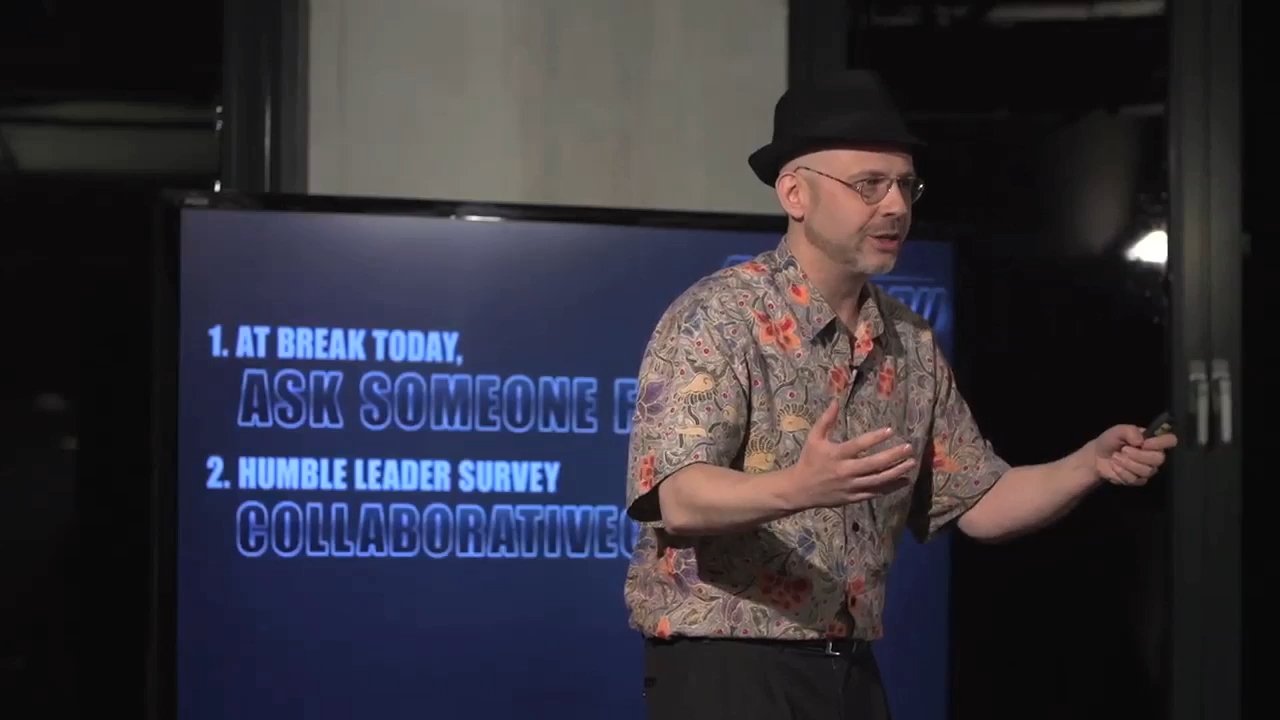 1. AT BREAK TODAY,
ASK SOMEONE F
2. HUMBLE LEADER SURVEY
COLLABORATIVE